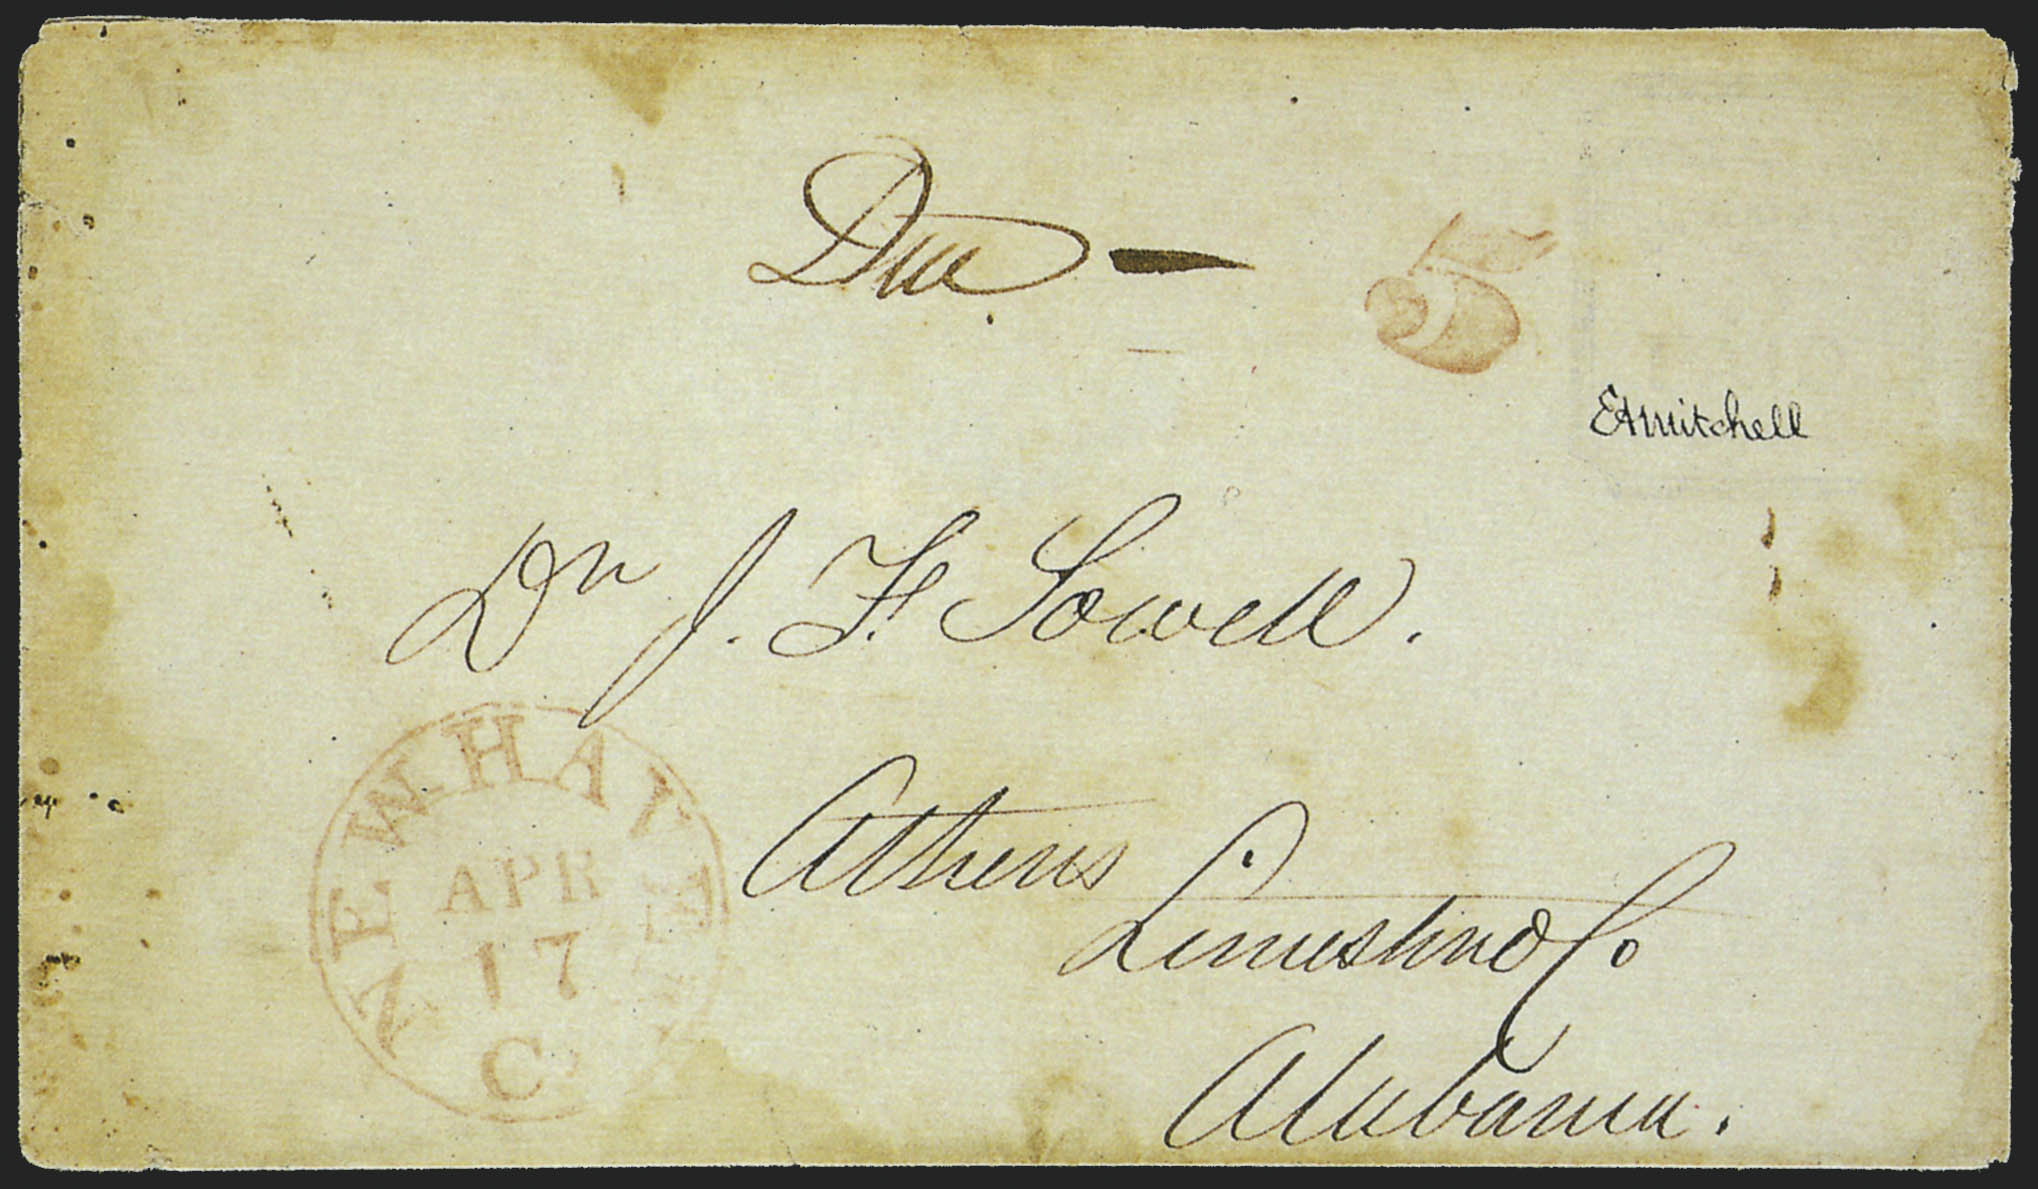 Due — 5
EAMitchell
Dr J. F. Sowell.
NEW HAVEN
APR
17
C
Athens
Limestone Co
Alabama.